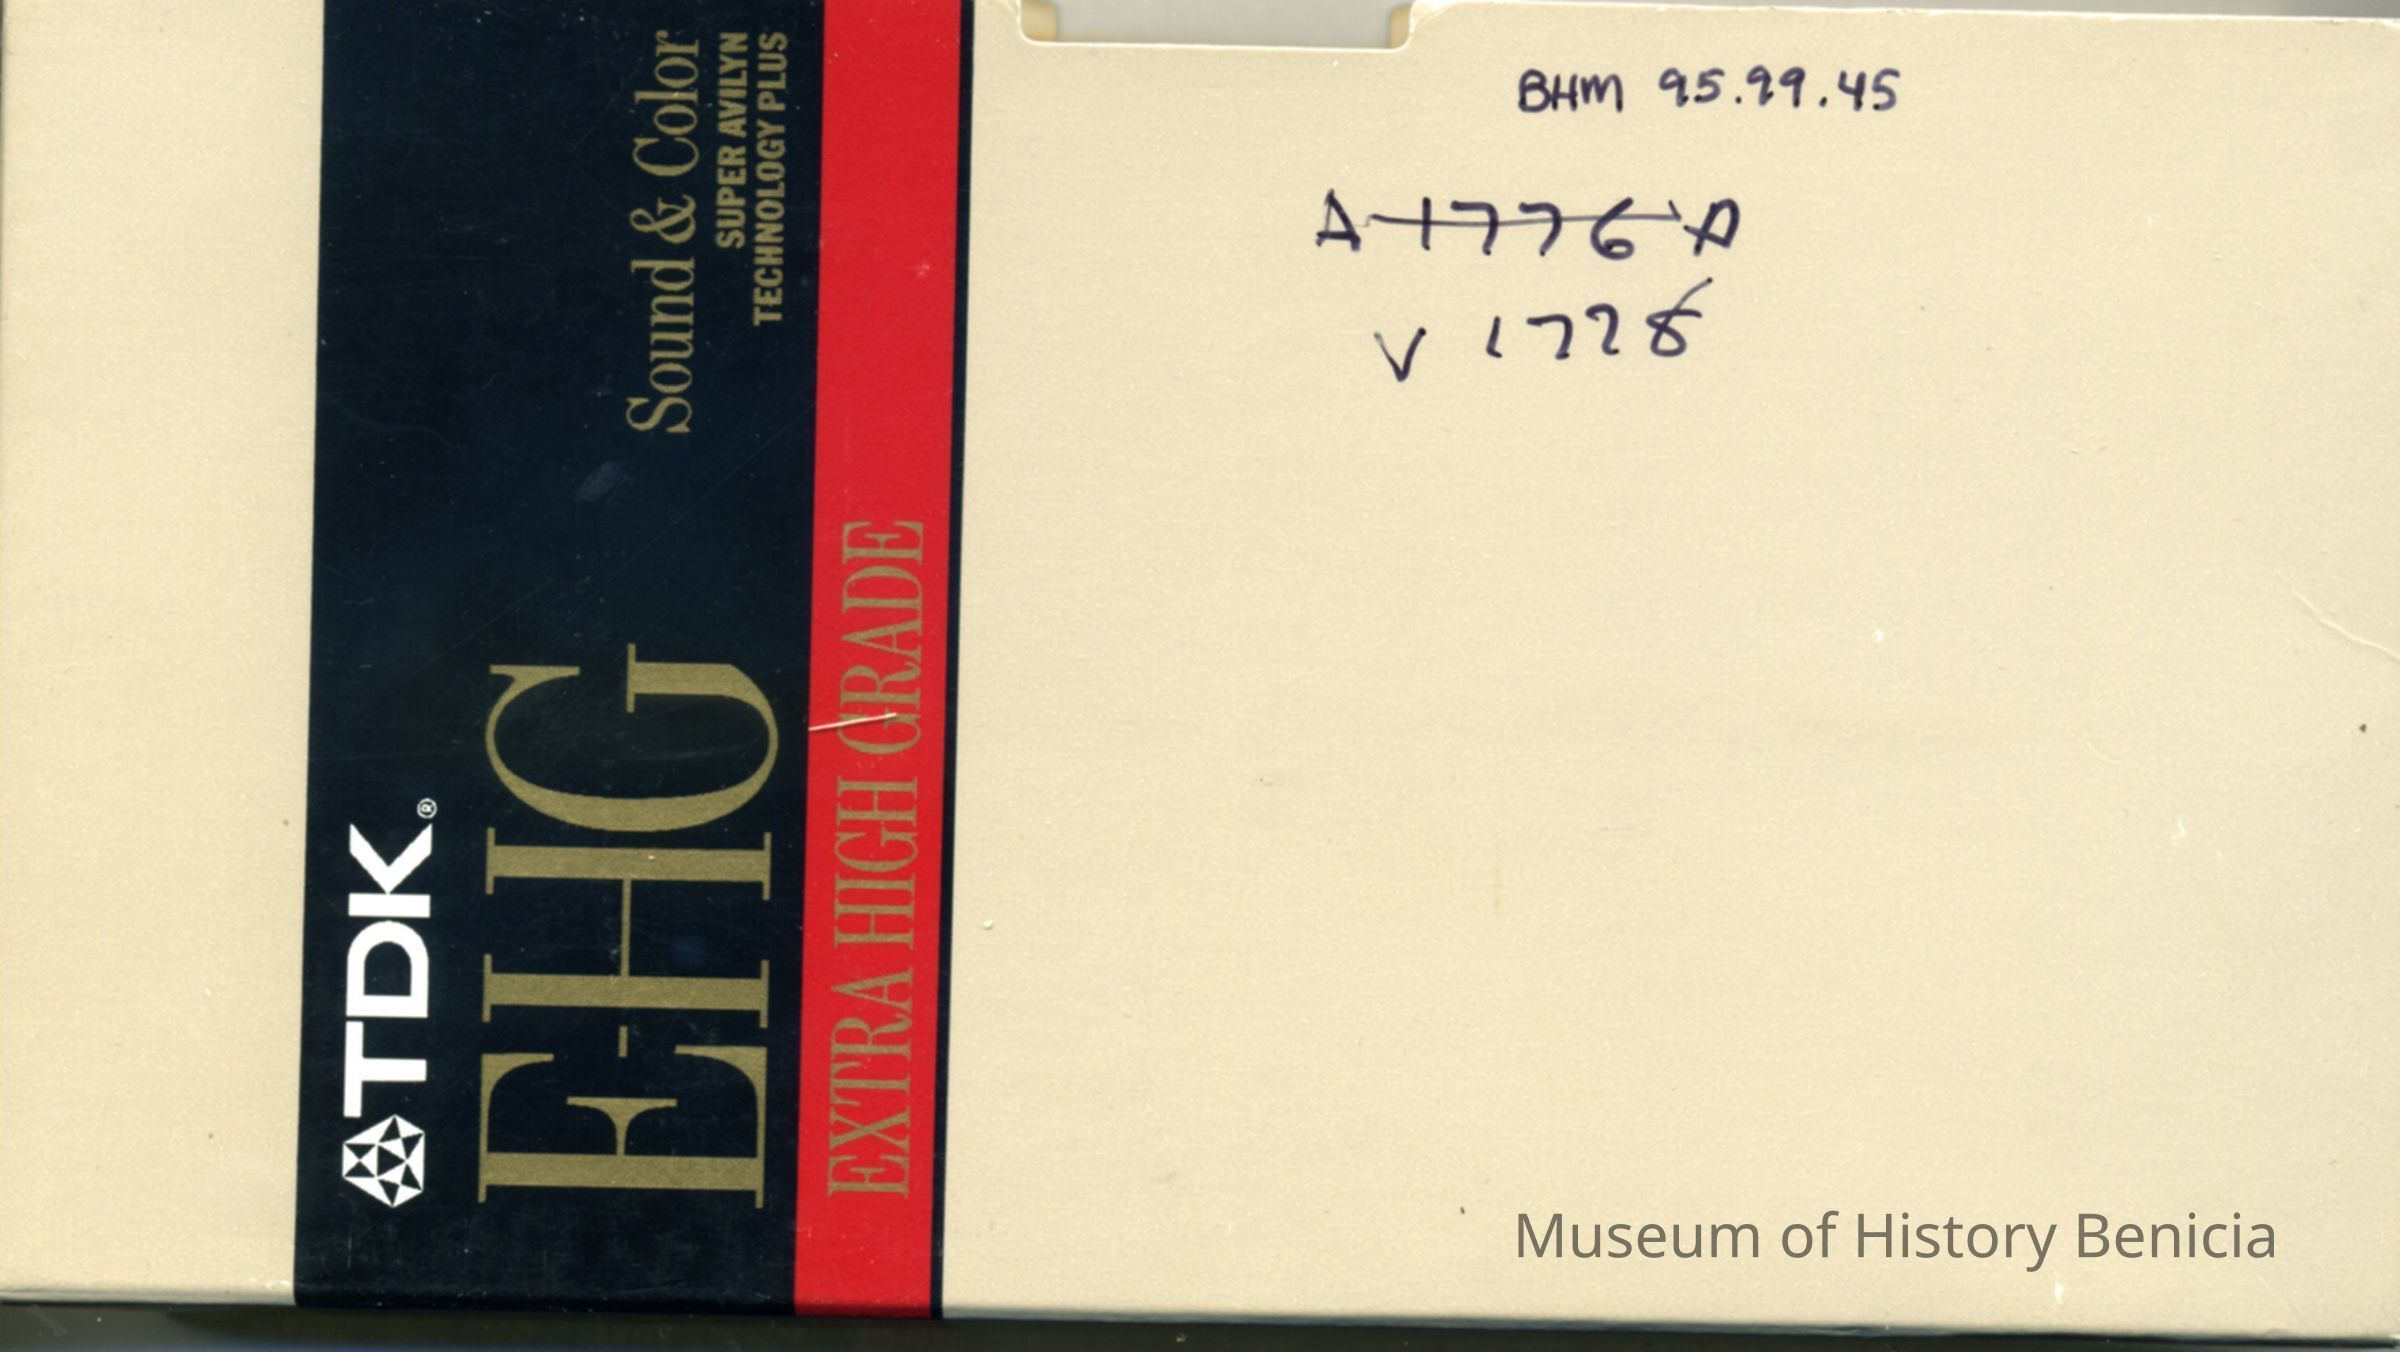 TDK®
EHG
Sound & Color
SUPER AVILYN
TECHNOLOGY PLUS
EXTRA HIGH GRADE
BHM 95.99.45
A 1776 A
V 1778
Museum of History Benicia